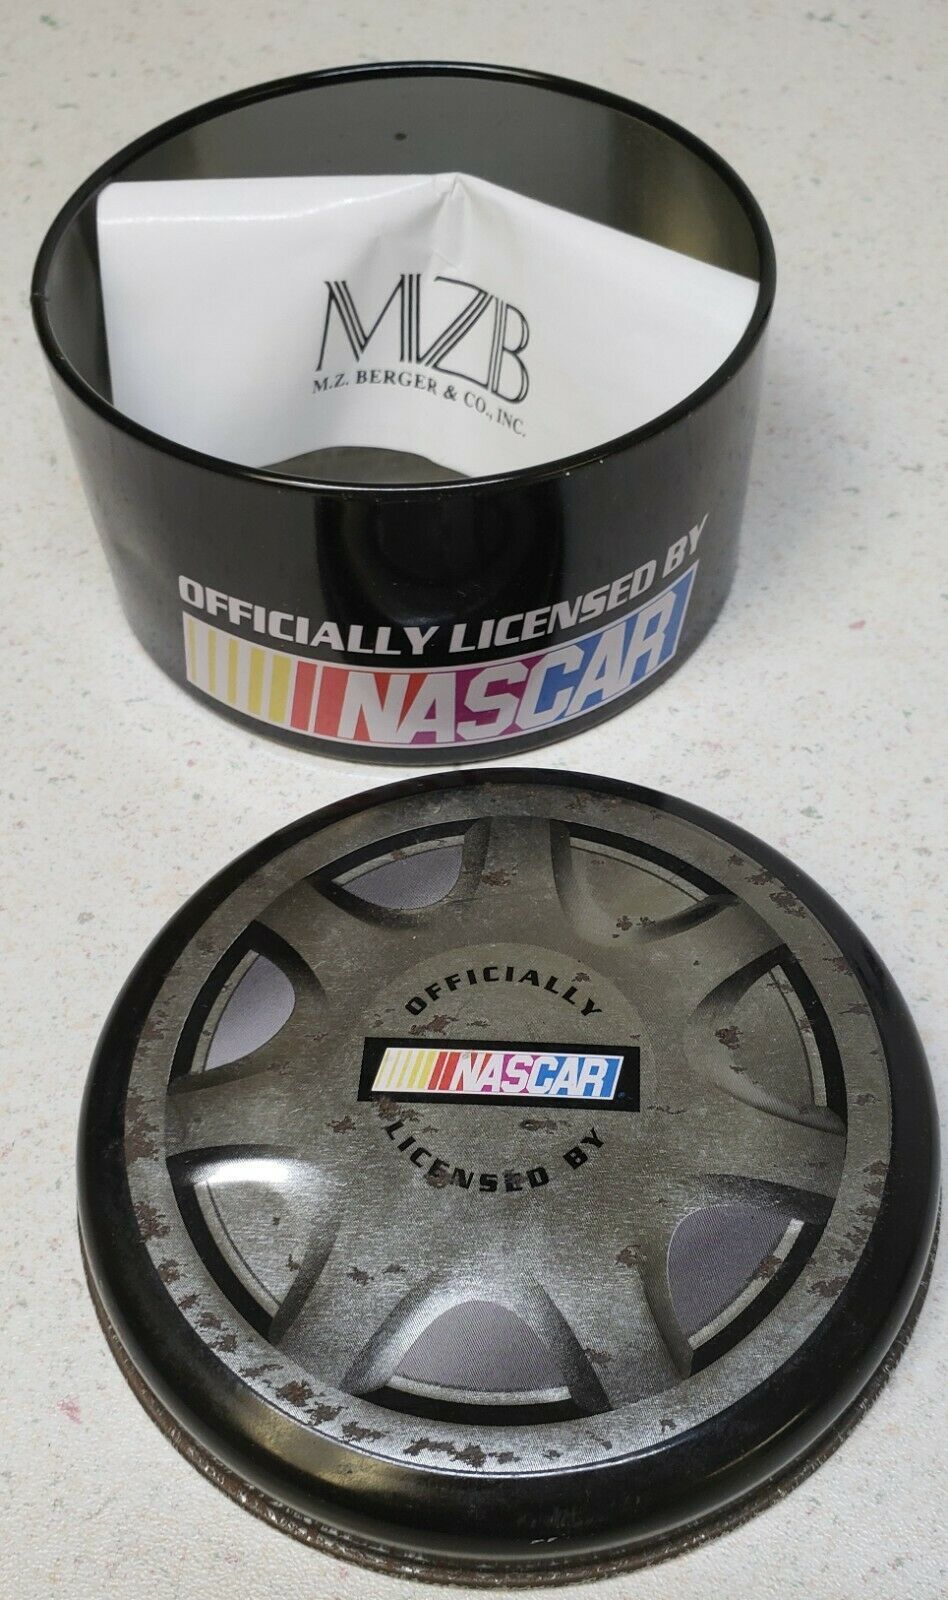 MZB
M.Z. BERGER & CO., INC.
OFFICIALLY LICENSED BY
NASCAR
OFFICIALLY
NASCAR
LICENSED BY